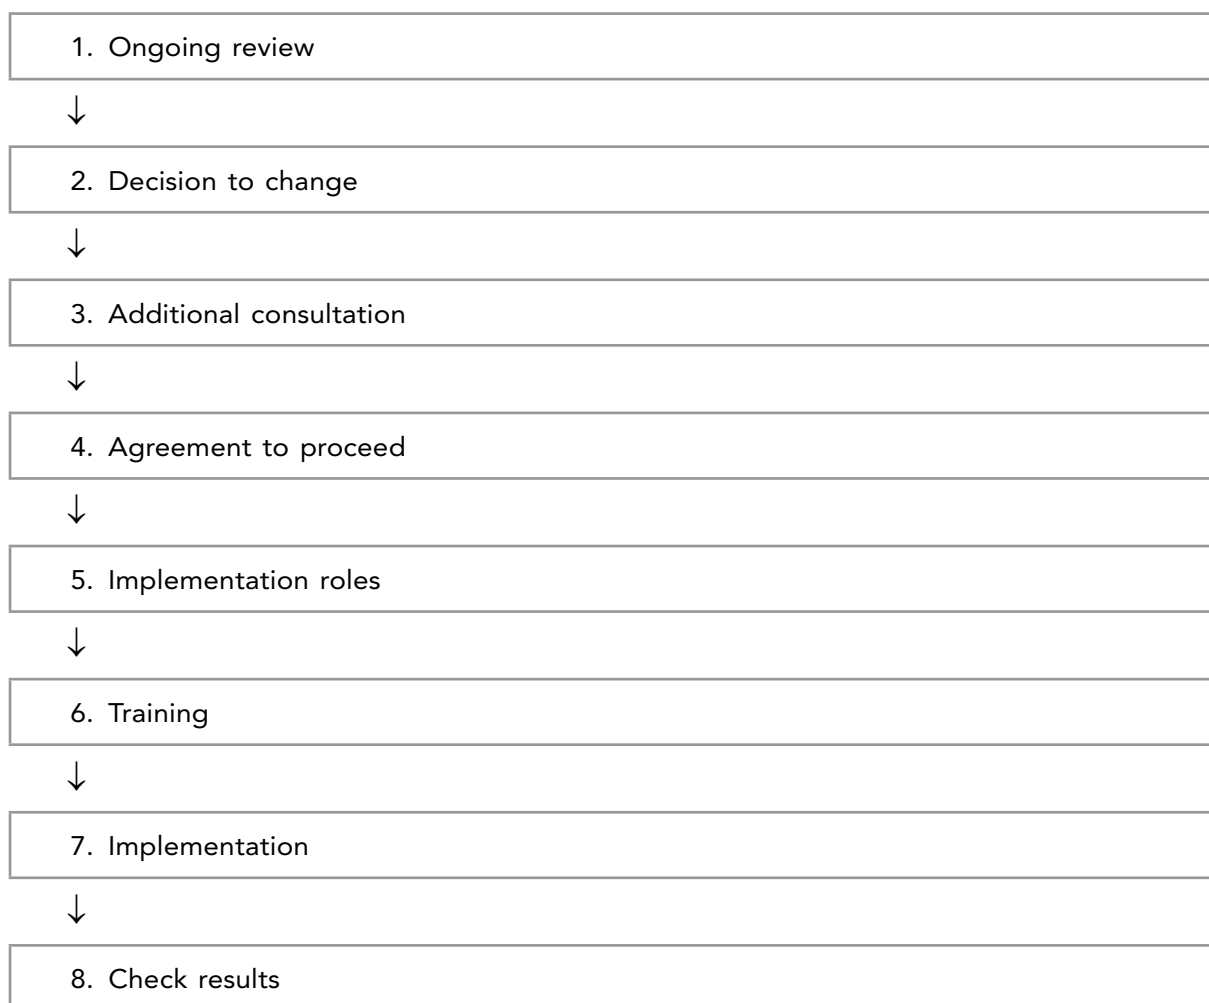 1. Ongoing review
↓
2. Decision to change
↓
3. Additional consultation
↓
4. Agreement to proceed
↓
5. Implementation roles
↓
6. Training
↓
7. Implementation
↓
8. Check results